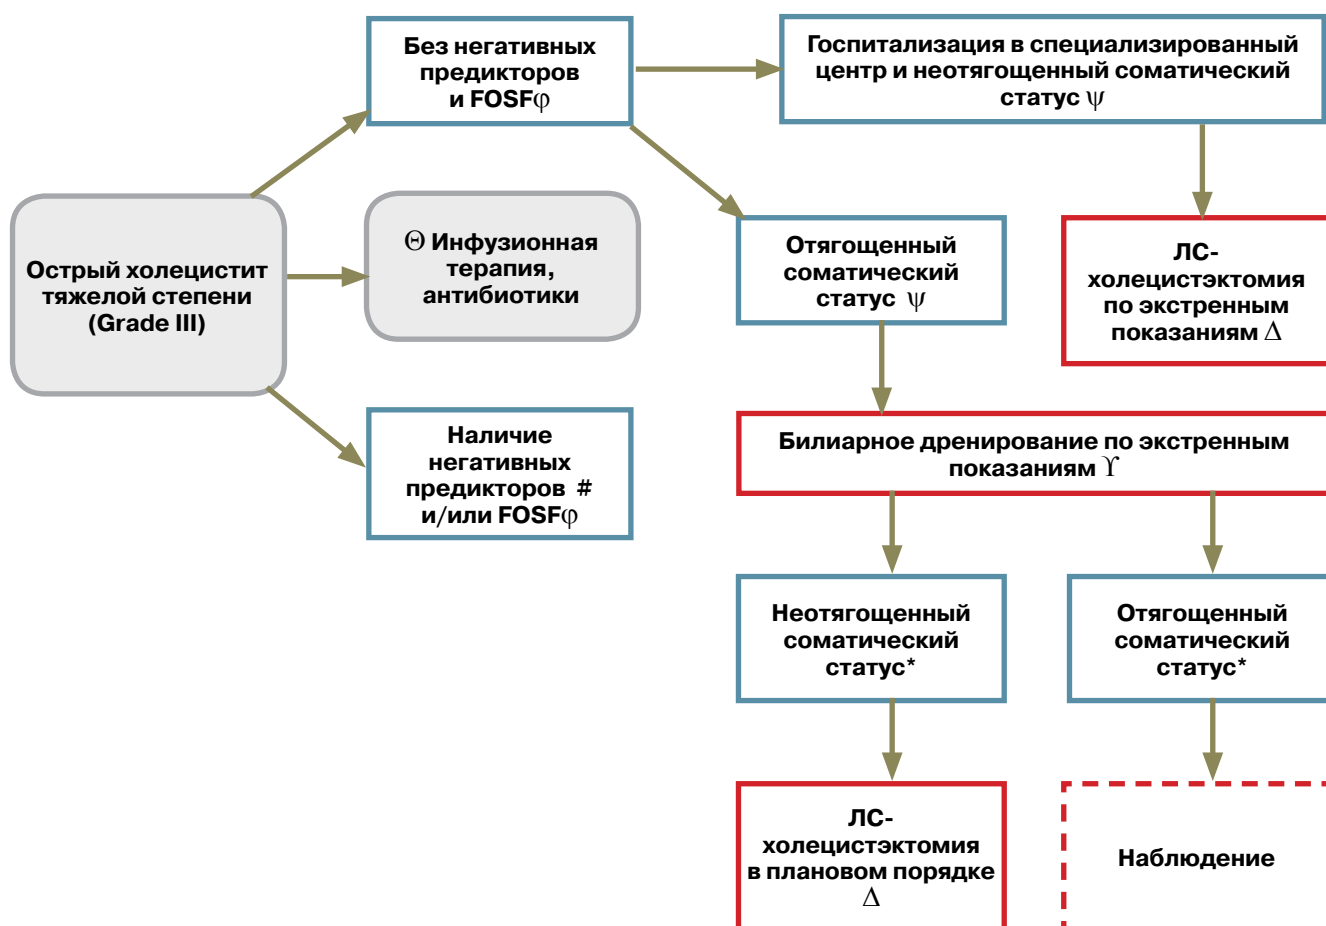 Без негативных
предикторов
и FOSFφ
Госпитализация в специализированный
центр и неотягощенный соматический
статус ψ
Острый холецистит
тяжелой степени
(Grade III)
Θ Инфузионная
терапия,
антибиотики
Отягощенный
соматический
статус ψ
ЛС-
холецистэктомия
по экстренным
показаниям Δ
Наличие
негативных
предикторов #
и/или FOSFφ
Билиарное дренирование по экстренным
показаниям ϒ
Неотягощенный
соматический
статус*
Отягощенный
соматический
статус*
ЛС-
холецистэктомия
в плановом порядке
Δ
Наблюдение